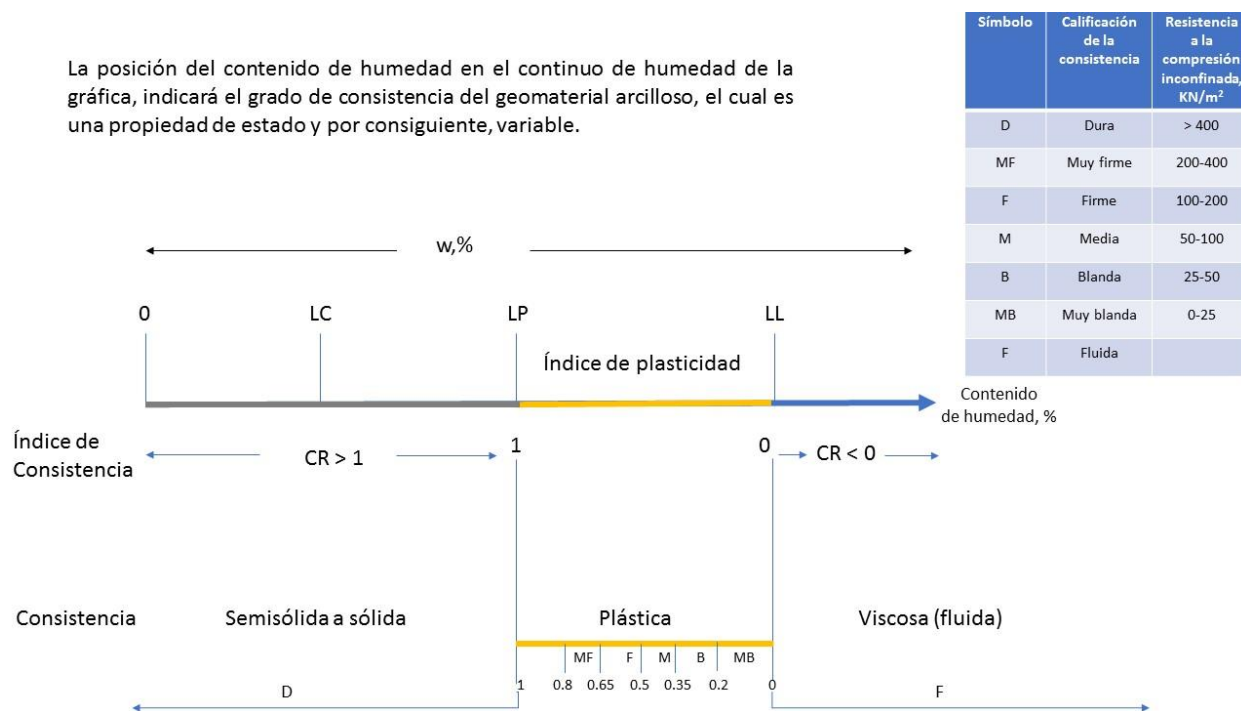 La posición del contenido de humedad en el continuo de humedad de la
gráfica, indicará el grado de consistencia del geomaterial arcilloso, el cual es
una propiedad de estado y por consiguiente, variable.
Símbolo Calificación de la consistencia Resistencia a la compresión inconfinada, KN/m²
D Dura > 400
MF Muy firme 200-400
F Firme 100-200
M Media 50-100
B Blanda 25-50
MB Muy blanda 0-25
F Fluida
w,%
0 LC LP LL
Índice de plasticidad
Contenido
de humedad, %
Índice de
Consistencia
CR > 1 1 0 CR < 0
Consistencia Semisólida a sólida Plástica Viscosa (fluida)
MF F M B MB
1 0.8 0.65 0.5 0.35 0.2 0
D F